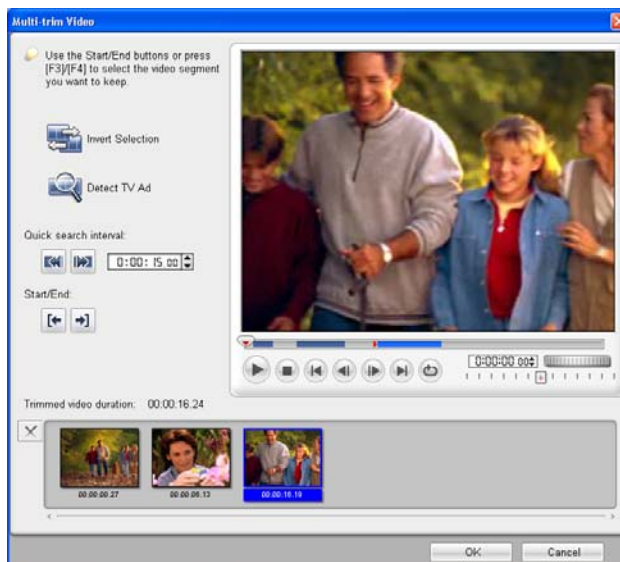 Multi-trim Video
Use the Start/End buttons or press
[F3]/[F4] to select the video segment
you want to keep.
Invert Selection
Detect TV Ad
Quick search interval:
0:00:15.00
Start/End:
0:00:00 00
Trimmed video duration: 00:00:16.24
00:00:00.27
00:00:06.13
00:00:16.19
OK
Cancel